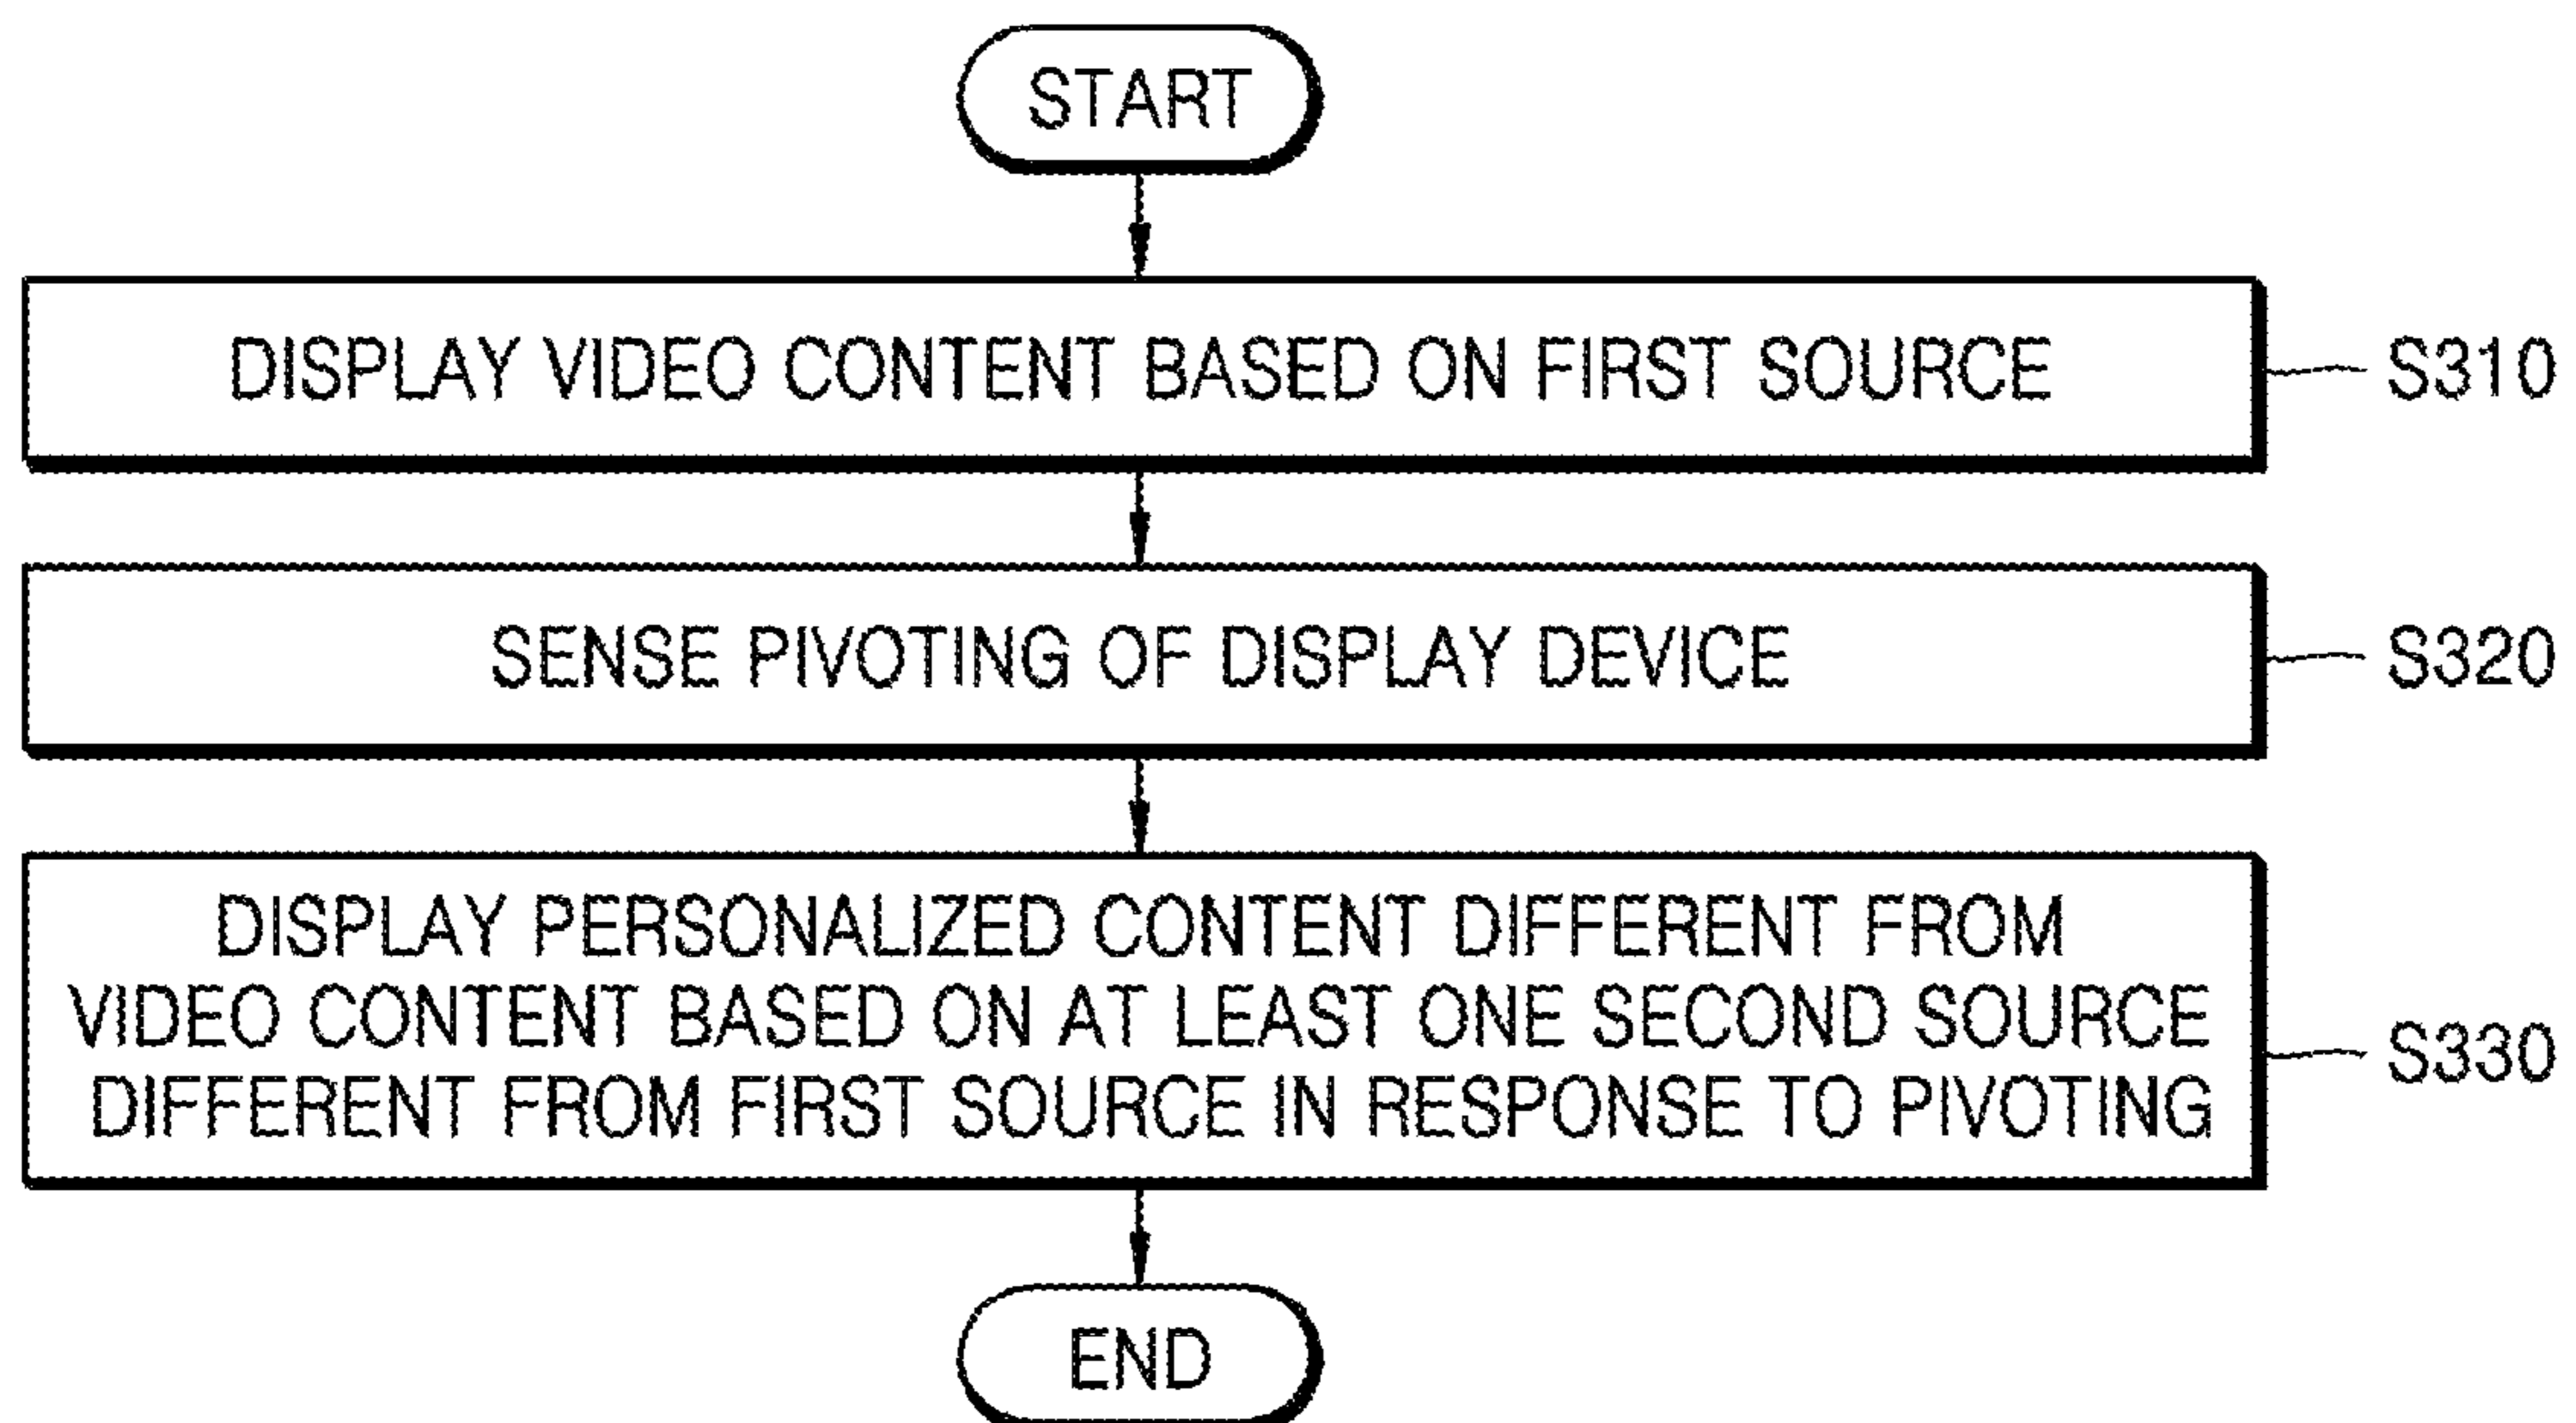 START
DISPLAY VIDEO CONTENT BASED ON FIRST SOURCE
S310
SENSE PIVOTING OF DISPLAY DEVICE
S320
DISPLAY PERSONALIZED CONTENT DIFFERENT FROM
VIDEO CONTENT BASED ON AT LEAST ONE SECOND SOURCE
DIFFERENT FROM FIRST SOURCE IN RESPONSE TO PIVOTING
S330
END